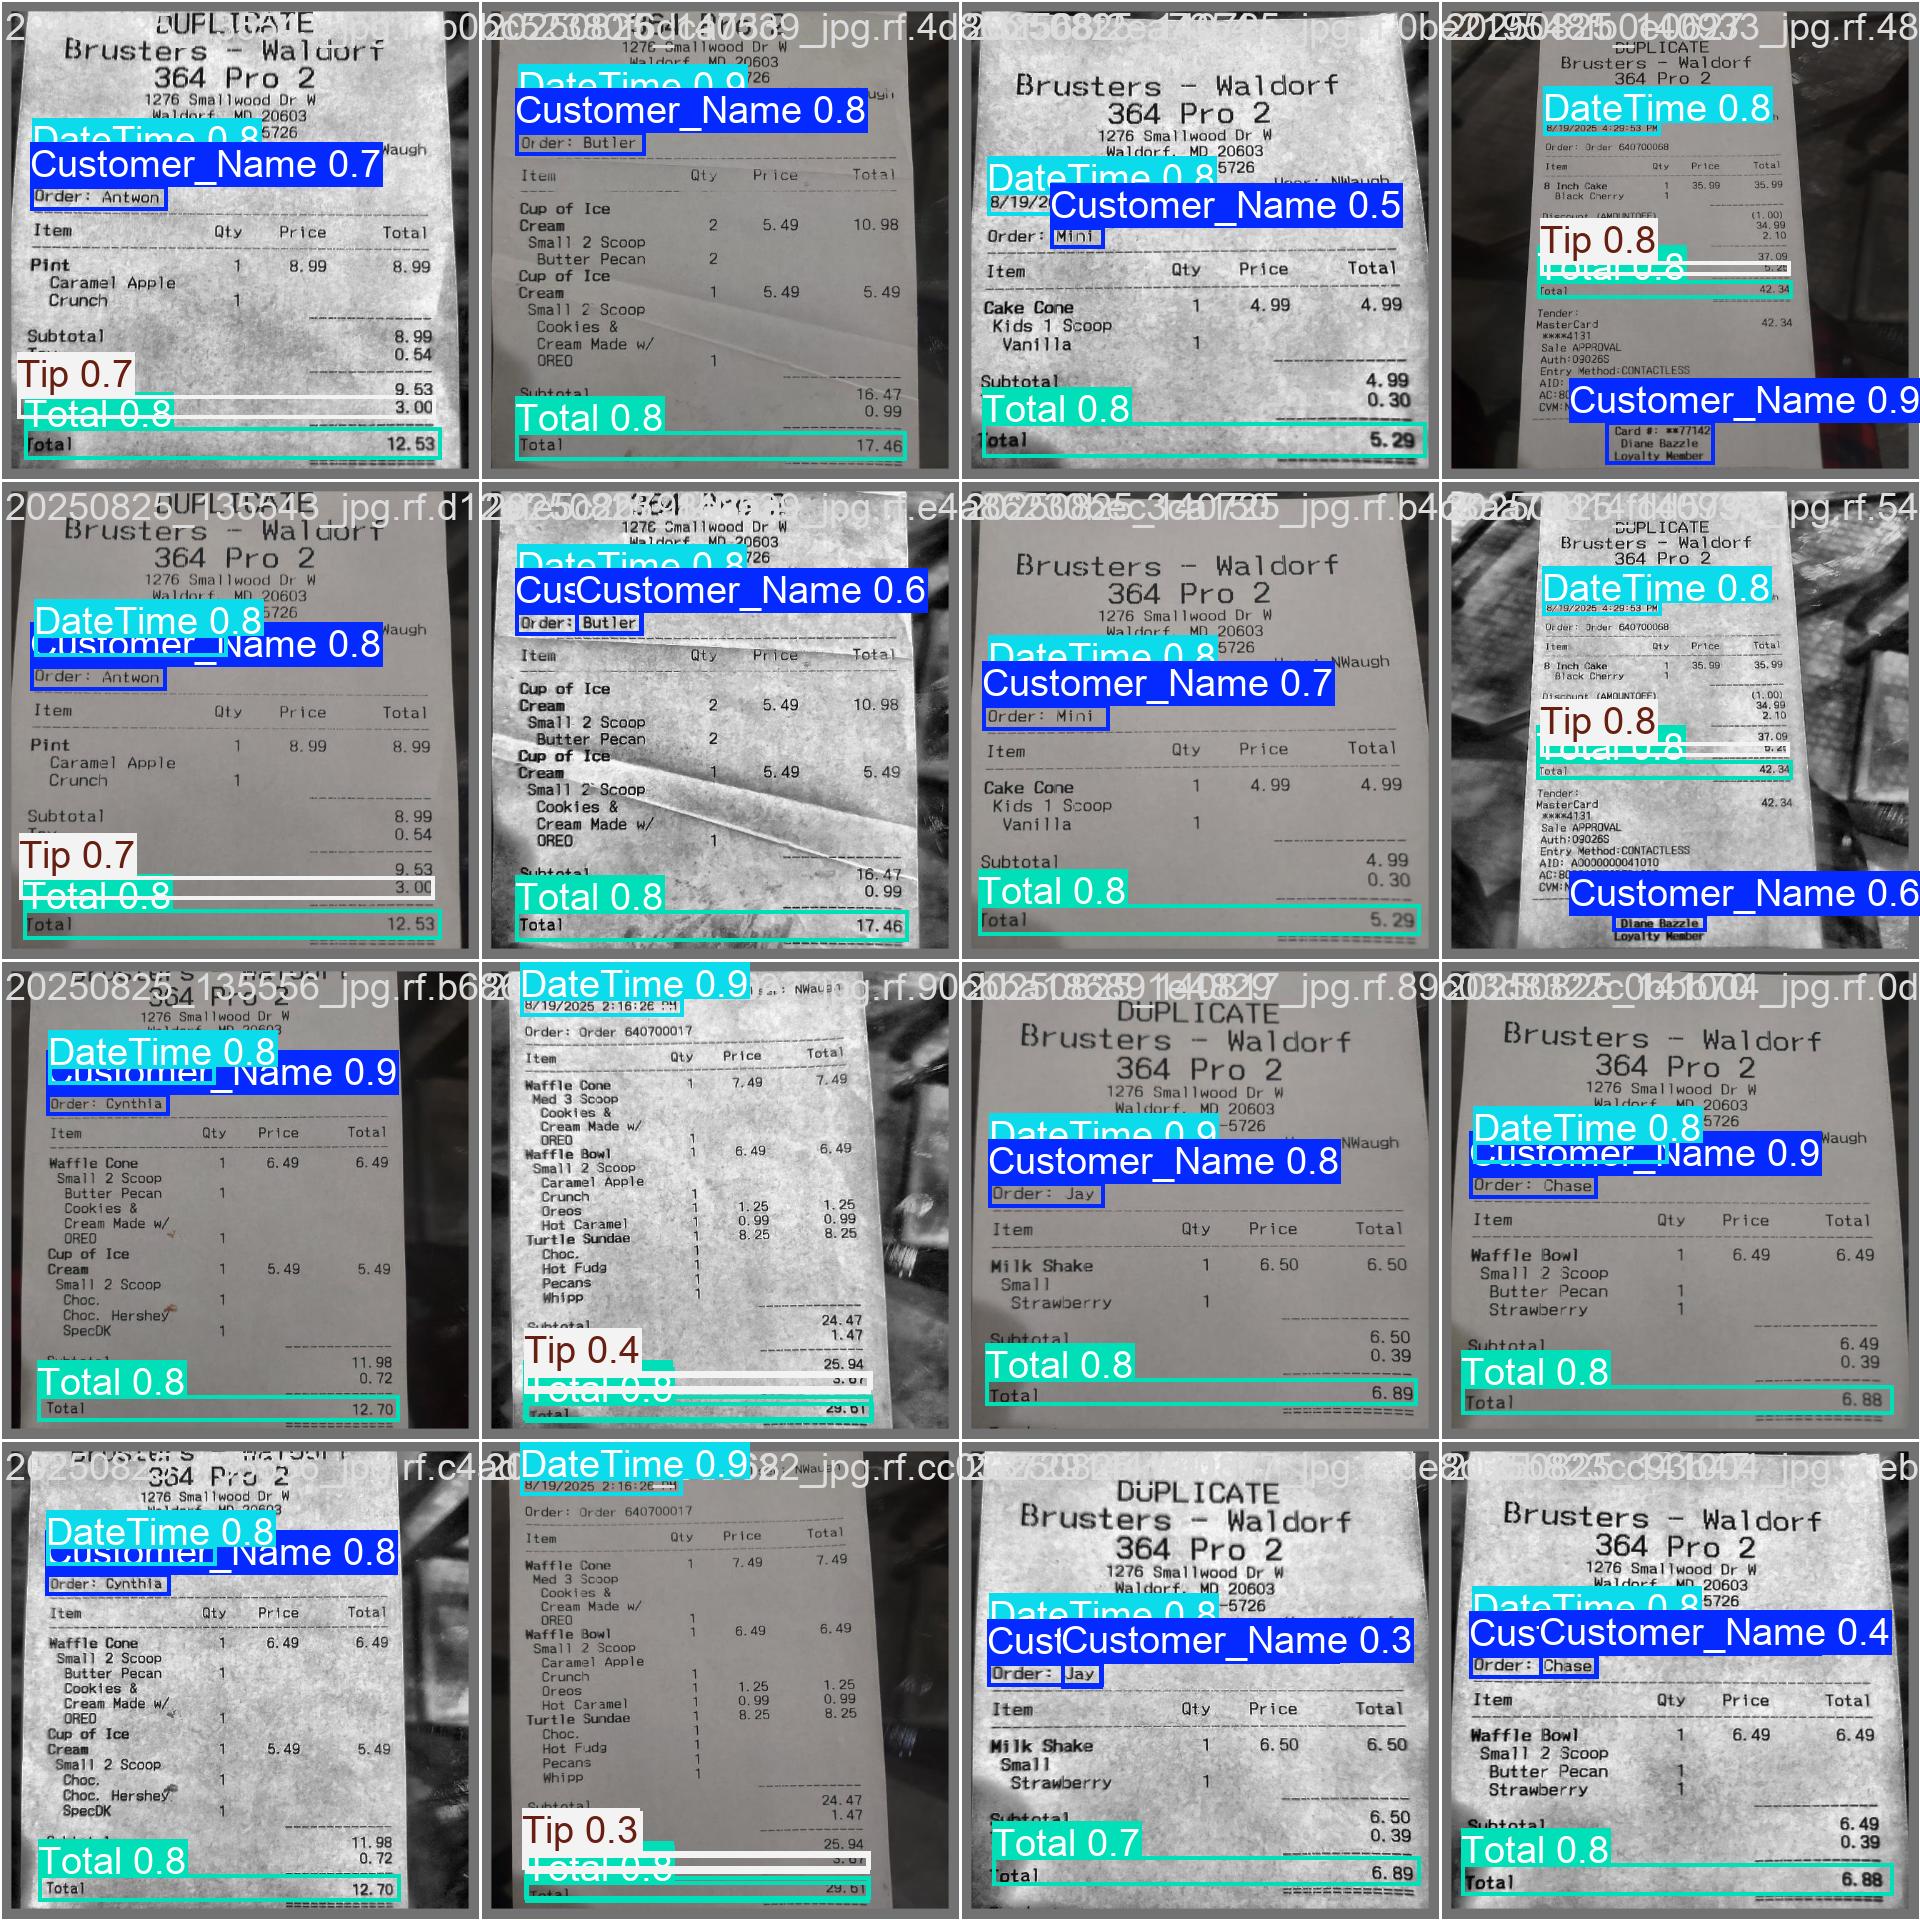 DUPLICATE
Brusters - Waldorf
364 Pro 2
1276 Smallwood Dr W
Waldorf, MD 20603
5726
DateTime 0.8
Waugh
Customer_Name 0.7
Order: Antwon
Item Qty Price Total
Pint 1 8.99 8.99
Caramel Apple
Crunch 1
Subtotal 8.99
0.54
Tip 0.7
9.53
3.00
Total 0.8
Total 12.53
1276 Smallwood Dr W
Waldorf, MD 20603
726
DateTime 0.9
Customer_Name 0.8
Order: Butler
Item Qty Price Total
Cup of Ice
Cream 2 5.49 10.98
Small 2 Scoop
Butter Pecan 2
Cup of Ice
Cream 1 5.49 5.49
Small 2 Scoop
Cookies &
Cream Made w/
OREO 1
Subtotal 16.47
0.99
Total 0.8
Total 17.46
Brusters - Waldorf
364 Pro 2
1276 Smallwood Dr W
Waldorf, MD 20603
5726
DateTime 0.8
User: NWaugh
8/19/2
Customer_Name 0.5
Order: Mini
Item Qty Price Total
Cake Cone 1 4.99 4.99
Kids 1 Scoop
Vanilla 1
Subtotal 4.99
0.30
Total 0.8
Total 5.29
DUPLICATE
Brusters - Waldorf
364 Pro 2
DateTime 0.8
8/19/2025 4:29:53 PM
Order: Order 640700068
Item Qty Price Total
8 Inch Cake 1 35.99 35.99
Black Cherry 1
Discount (AMOUNTOFF) (1.00)
34.99
2.10
Tip 0.8
37.09
5.25
Total 0.8
Total 42.34
Tender:
MasterCard 42.34
****4131
Sale APPROVAL
Auth:09026S
Entry Method:CONTACTLESS
AID:
Customer_Name 0.9
Card #: **77142
Diane Bazzle
Loyalty Member
20250825_135543_jpg.rf.d1
DUPLICATE
Brusters - Waldorf
364 Pro 2
1276 Smallwood Dr W
Waldorf, MD 20603
5726
DateTime 0.8
Waugh
Customer_Name 0.8
Order: Antwon
Item Qty Price Total
Pint 1 8.99 8.99
Caramel Apple
Crunch 1
Subtotal 8.99
0.54
Tip 0.7
9.53
3.00
Total 0.8
Total 12.53
364 Pro 2
1276 Smallwood Dr W
Waldorf, MD 20603
726
DateTime 0.8
Customer_Name 0.6
Order: Butler
Item Qty Price Total
Cup of Ice
Cream 2 5.49 10.98
Small 2 Scoop
Butter Pecan 2
Cup of Ice
Cream 1 5.49 5.49
Small 2 Scoop
Cookies &
Cream Made w/
OREO 1
Subtotal 16.47
0.99
Total 0.8
Total 17.46
Brusters - Waldorf
364 Pro 2
1276 Smallwood Dr W
Waldorf, MD 20603
5726
DateTime 0.8
NWaugh
Customer_Name 0.7
Order: Mini
Item Qty Price Total
Cake Cone 1 4.99 4.99
Kids 1 Scoop
Vanilla 1
Subtotal 4.99
0.30
Total 0.8
Total 5.29
DUPLICATE
Brusters - Waldorf
364 Pro 2
DateTime 0.8
8/19/2025 4:29:53 PM
Order: Order 640700068
Item Qty Price Total
8 Inch Cake 1 35.99 35.99
Black Cherry 1
Discount (AMOUNTOFF) (1.00)
34.99
2.10
Tip 0.8
37.09
Total 0.8
Total 42.34
Tender:
MasterCard 42.34
****4131
Sale APPROVAL
Auth:09026S
Entry Method:CONTACTLESS
AID: A0000000041010
Customer_Name 0.6
Diane Bazzle
Loyalty Member
364 Pro 2
DateTime 0.8
Customer_Name 0.9
Order: Cynthia
Item Qty Price Total
Waffle Cone 1 6.49 6.49
Small 2 Scoop
Butter Pecan 1
Cookies &
Cream Made w/
OREO 1
Cup of Ice
Cream 1 5.49 5.49
Small 2 Scoop
Choc. 1
Choc. Hershey
SpecDK 1
11.98
0.72
Total 0.8
Total 12.70
DateTime 0.9
NWaugh
8/19/2025 2:16:26 PM
Order: Order 640700017
Item Qty Price Total
Waffle Cone 1 7.49 7.49
Med 3 Scoop
Cookies &
Cream Made w/
OREO 1
Waffle Bowl 1 6.49 6.49
Small 2 Scoop
Caramel Apple
Crunch 1
Oreos 1 1.25 1.25
Hot Caramel 1 0.99 0.99
Turtle Sundae 1 8.25 8.25
Choc. 1
Hot Fudg 1
Pecans 1
Whipp 1
Subtotal 24.47
1.47
Tip 0.4
25.94
3.67
Total 0.8
Total 29.61
DUPLICATE
Brusters - Waldorf
364 Pro 2
1276 Smallwood Dr W
Waldorf, MD 20603
-5726
DateTime 0.9
NWaugh
Customer_Name 0.8
Order: Jay
Item Qty Price Total
Milk Shake 1 6.50 6.50
Small
Strawberry 1
Subtotal 6.50
0.39
Total 0.8
Total 6.89
Brusters - Waldorf
364 Pro 2
1276 Smallwood Dr W
Waldorf, MD 20603
5726
DateTime 0.8
Waugh
Customer_Name 0.9
Order: Chase
Item Qty Price Total
Waffle Bowl 1 6.49 6.49
Small 2 Scoop
Butter Pecan 1
Strawberry 1
Subtotal 6.49
0.39
Total 0.8
Total 6.88
364 Pro 2
1276 Smallwood Dr W
DateTime 0.8
Customer_Name 0.8
Order: Cynthia
Item Qty Price Total
Waffle Cone 1 6.49 6.49
Small 2 Scoop
Butter Pecan 1
Cookies &
Cream Made w/
OREO 1
Cup of Ice
Cream 1 5.49 5.49
Small 2 Scoop
Choc. 1
Choc. Hershey
SpecDK 1
11.98
0.72
Total 0.8
Total 12.70
DateTime 0.9
NWaugh
8/19/2025 2:16:26 PM
Order: Order 640700017
Item Qty Price Total
Waffle Cone 1 7.49 7.49
Med 3 Scoop
Cookies &
Cream Made w/
OREO 1
Waffle Bowl 1 6.49 6.49
Small 2 Scoop
Caramel Apple
Crunch 1
Oreos 1 1.25 1.25
Hot Caramel 1 0.99 0.99
Turtle Sundae 1 8.25 8.25
Choc. 1
Hot Fudg 1
Pecans 1
Whipp 1
Subtotal 24.47
1.47
Tip 0.3
25.94
3.67
Total 29.61
DUPLICATE
Brusters - Waldorf
364 Pro 2
1276 Smallwood Dr W
Waldorf, MD 20603
-5726
DateTime 0.8
Customer_Name 0.3
Order: Jay
Item Qty Price Total
Milk Shake 1 6.50 6.50
Small
Strawberry 1
Subtotal 6.50
0.39
Total 0.7
Total 6.89
Brusters - Waldorf
364 Pro 2
1276 Smallwood Dr W
Waldorf, MD 20603
5726
DateTime 0.8
Customer_Name 0.4
Order: Chase
Item Qty Price Total
Waffle Bowl 1 6.49 6.49
Small 2 Scoop
Butter Pecan 1
Strawberry 1
Subtotal 6.49
0.39
Total 0.8
Total 6.88